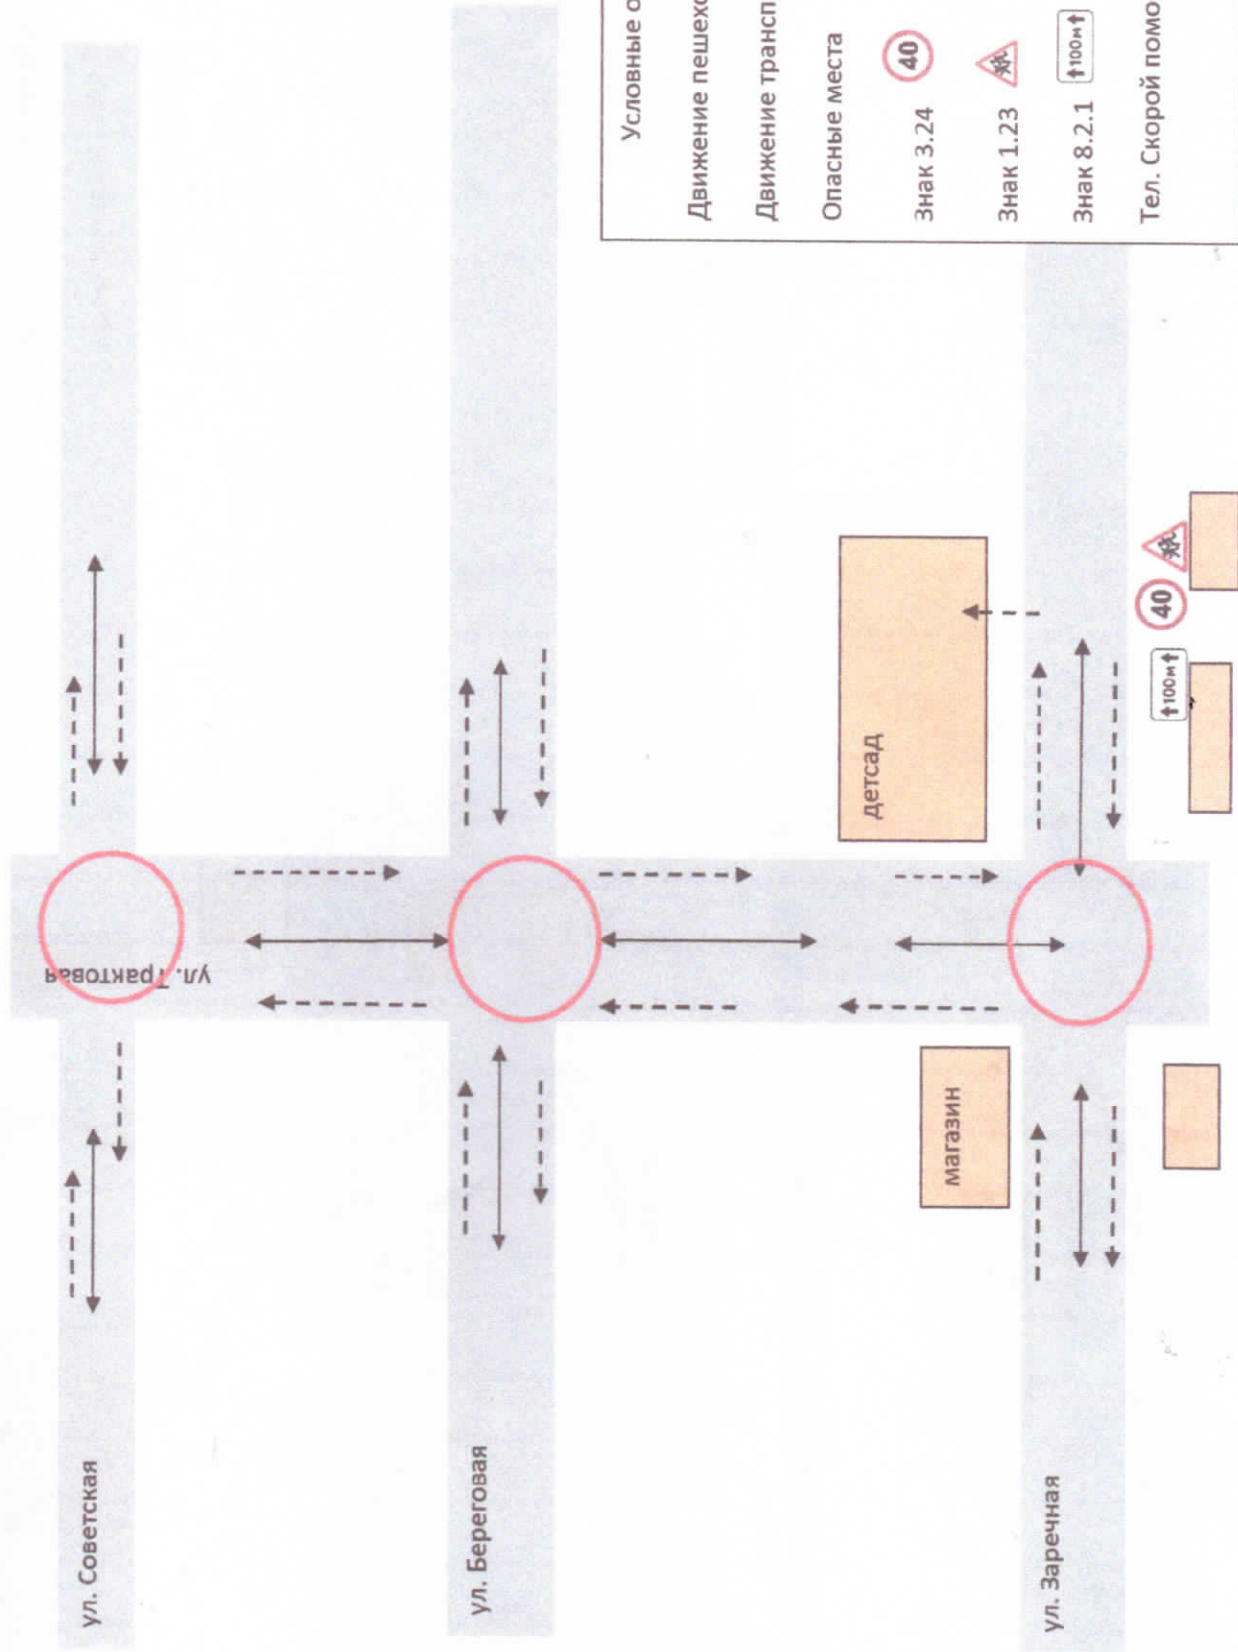 ул. Советская
ул. Трактовая
ул. Береговая
детсад
магазин
ул. Заречная
100м
40
Условные о
Движение пешехо
Движение трансп
Опасные места
Знак 3.24 40
Знак 1.23
Знак 8.2.1 100м
Тел. Скорой помо